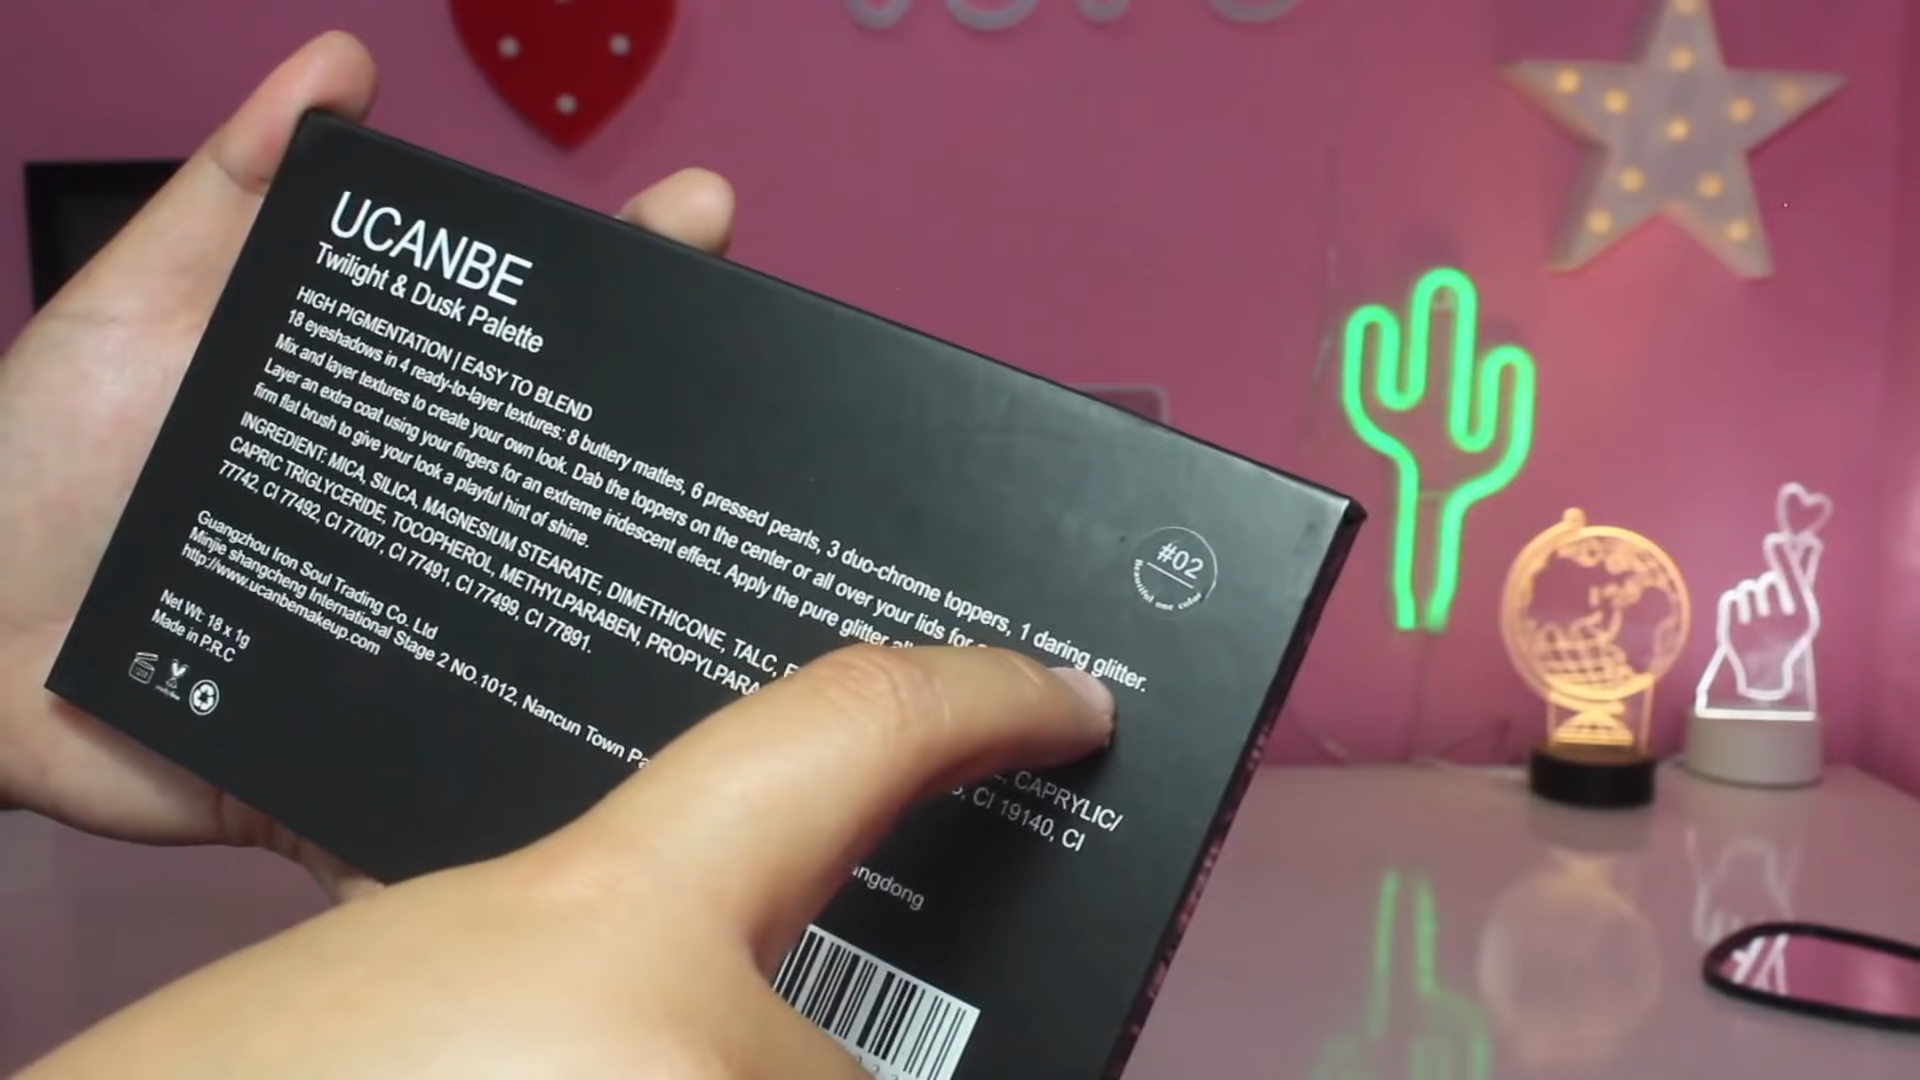 UCANBE
Twilight & Dusk Palette
HIGH PIGMENTATION | EASY TO BLEND
18 eyeshadows in 4 ready-to-layer textures: 8 buttery mattes, 6 pressed pearls, 3 duo-chrome toppers, 1 daring glitter.
Mix and layer textures to create your own look. Dab the toppers on the center or all over your lids for
Layer an extra coat using your fingers for an extreme iridescent effect. Apply the pure glitter
firm flat brush to give your look a playful hint of shine.
INGREDIENT: MICA, SILICA, MAGNESIUM STEARATE, DIMETHICONE, TALC, CAPRYLIC/
CAPRIC TRIGLYCERIDE, TOCOPHEROL, METHYLPARABEN, CI 19140, CI
77742, CI 77492, CI 77007, CI 77491, CI 77499, CI 77891.
Guangzhou Iron Soul Trading Co. Ltd
Minjie shangcheng International Stage 2 NO.1012, Nancun Town
http://www.ucanbemakeup.com
Net Wt: 18 x 1g
Made in P.R.C
#02
Beautiful one color